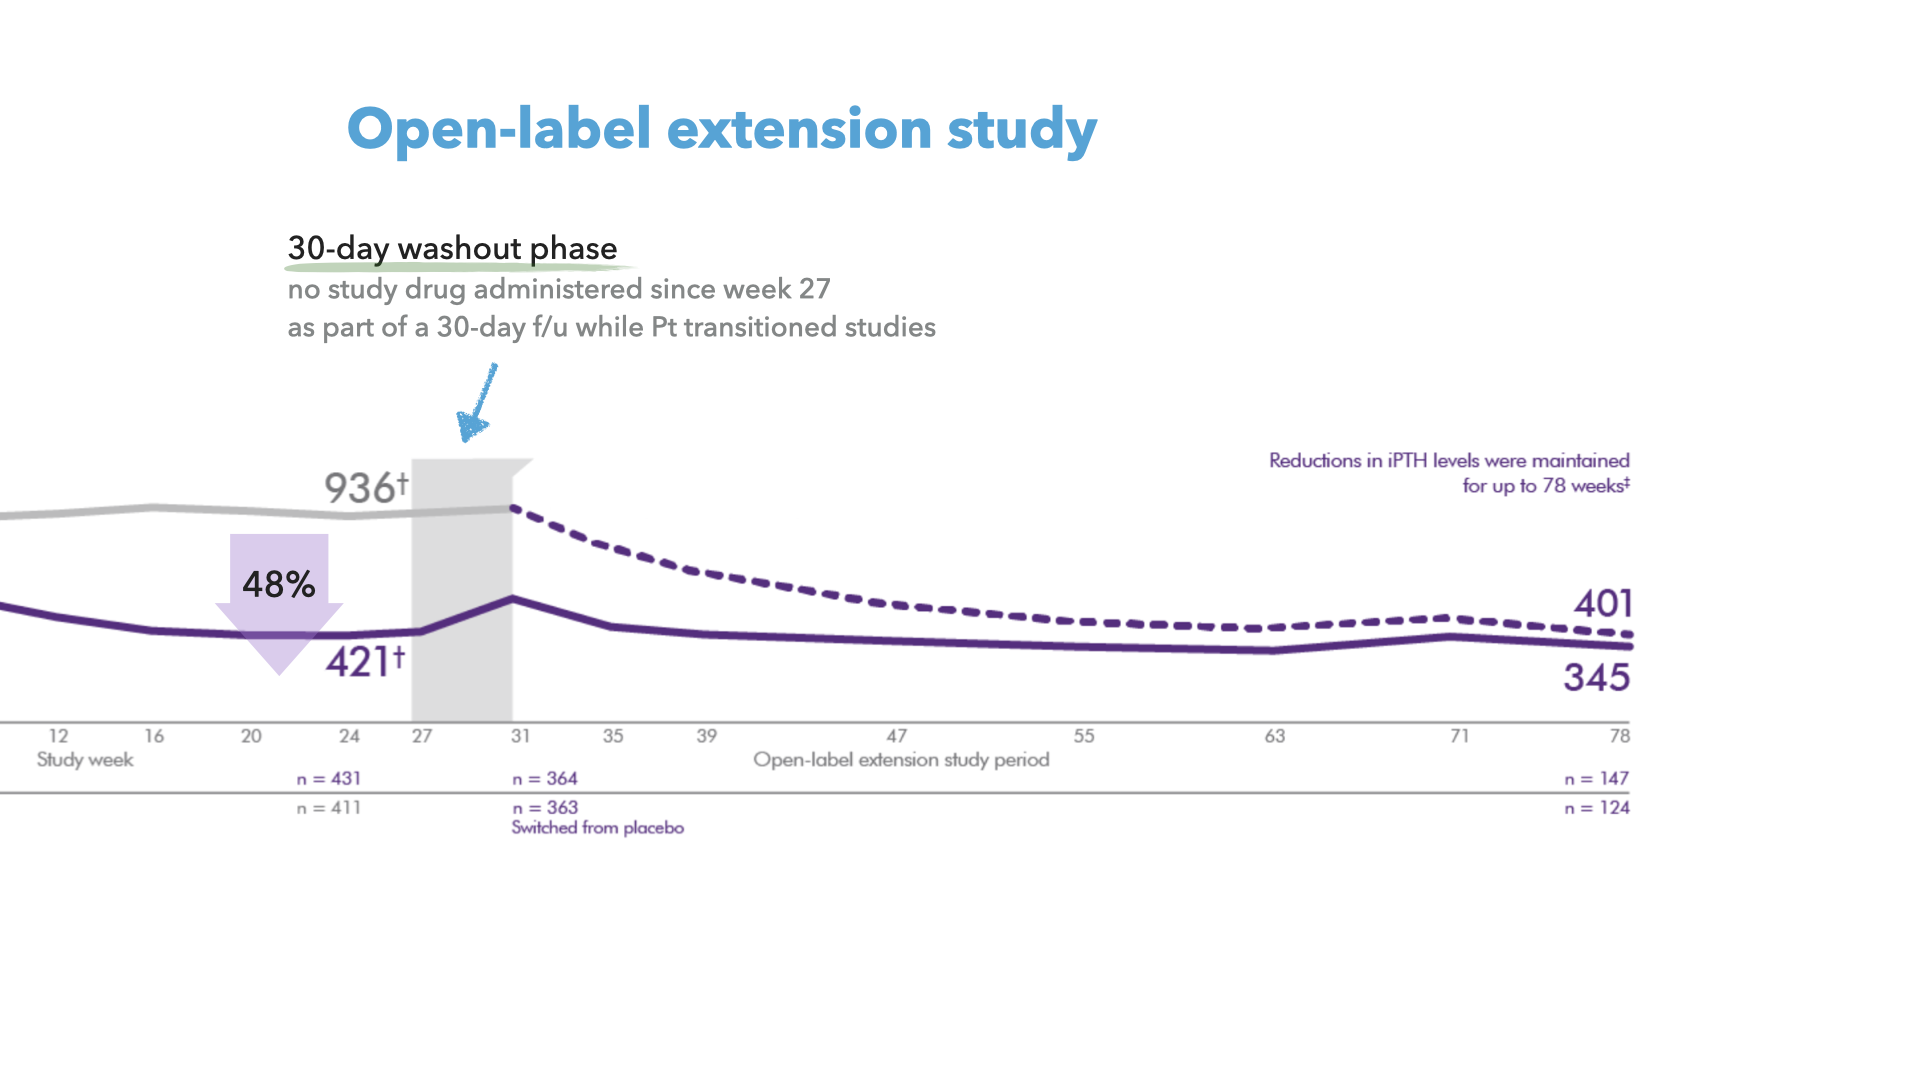 Open-label extension study
30-day washout phase
no study drug administered since week 27
as part of a 30-day f/u while Pt transitioned studies
Reductions in iPTH levels were maintained
for up to 78 weeks‡
936†
48%
421†
401
345
12 16 20 24 27 31 35 39 47 55 63 71 78
Study week Open-label extension study period
n = 431 n = 364 n = 147
n = 411 n = 363 n = 124
Switched from placebo